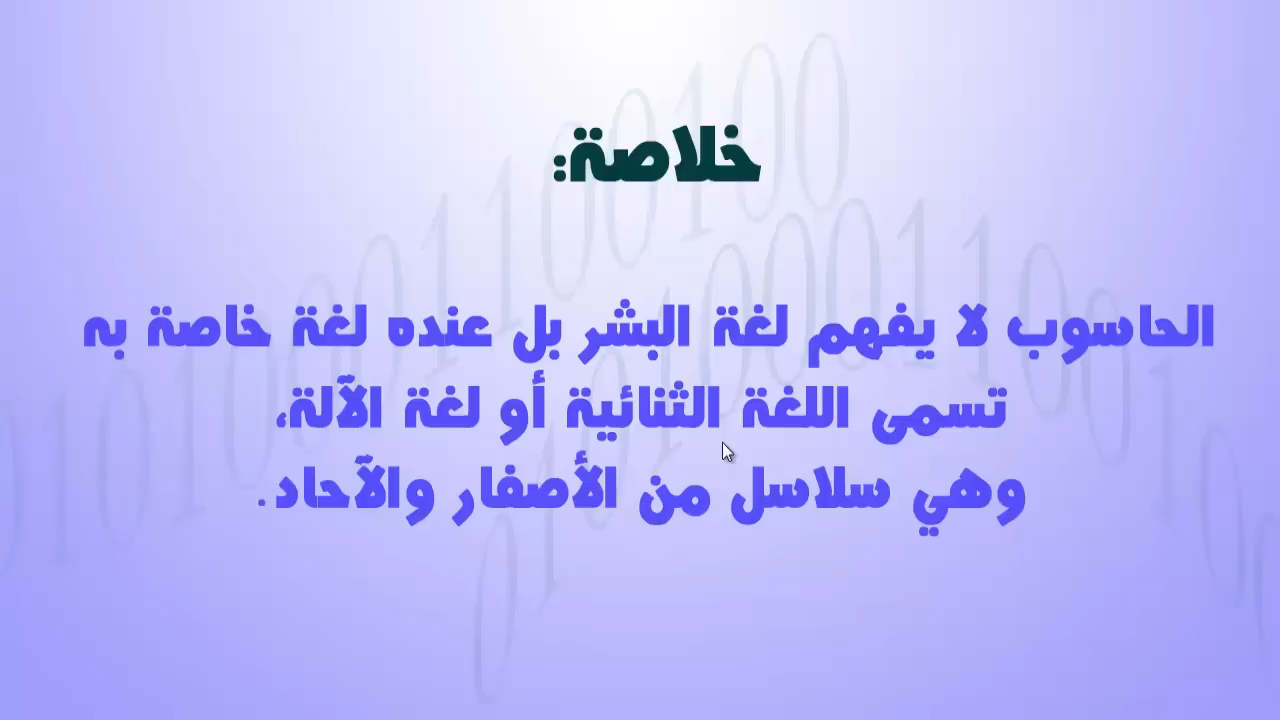 خلاصة:
الحاسوب لا يفهم لغة البشر بل عنده لغة خاصة به
تسمى اللغة الثنائية أو لغة الآلة،
وهي سلاسل من الأصفار والآحاد.